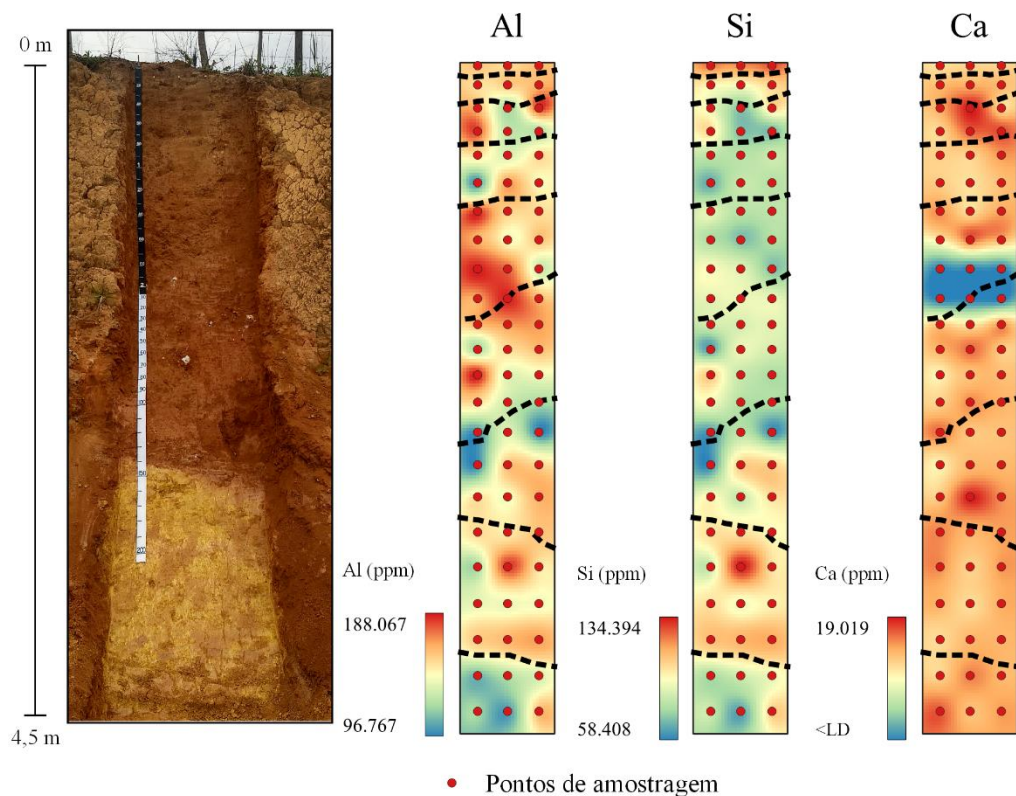 Al
Si
Ca
0 m
4,5 m
Al (ppm)
188.067
96.767
Si (ppm)
134.394
58.408
Ca (ppm)
19.019
<LD
Pontos de amostragem